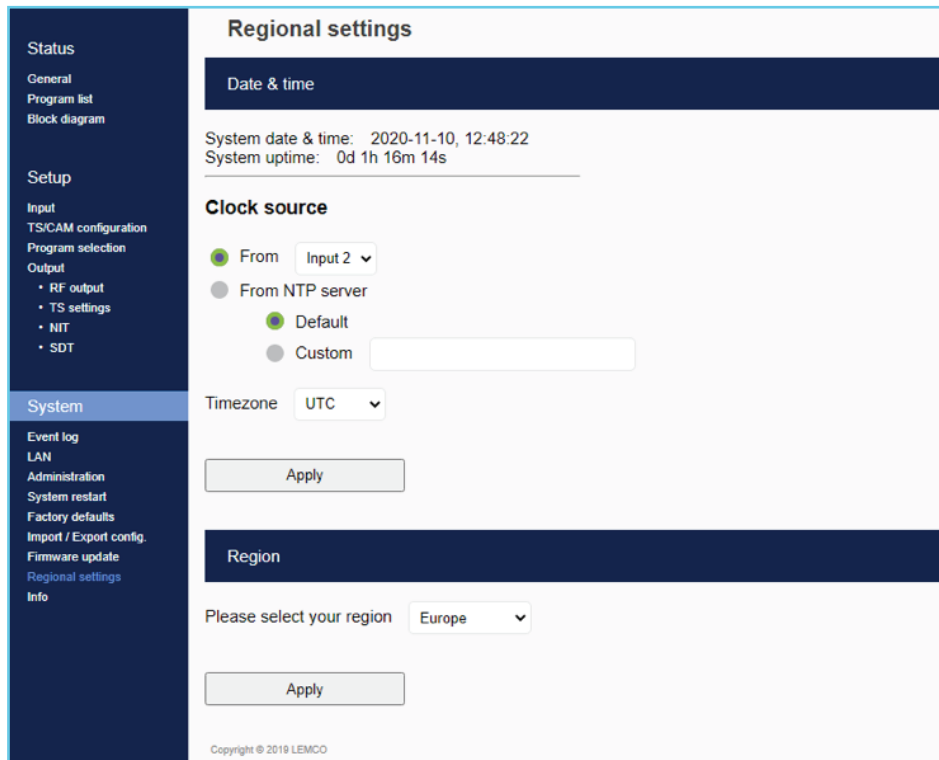 Status
General
Program list
Block diagram
Setup
Input
TS/CAM configuration
Program selection
Output
• RF output
• TS settings
• NIT
• SDT
System
Event log
LAN
Administration
System restart
Factory defaults
Import / Export config.
Firmware update
Regional settings
Info
Regional settings
Date & time
System date & time: 2020-11-10, 12:48:22
System uptime: 0d 1h 16m 14s
Clock source
From Input 2
From NTP server
Default
Custom
Timezone UTC
Apply
Region
Please select your region Europe
Apply
Copyright © 2019 LEMCO